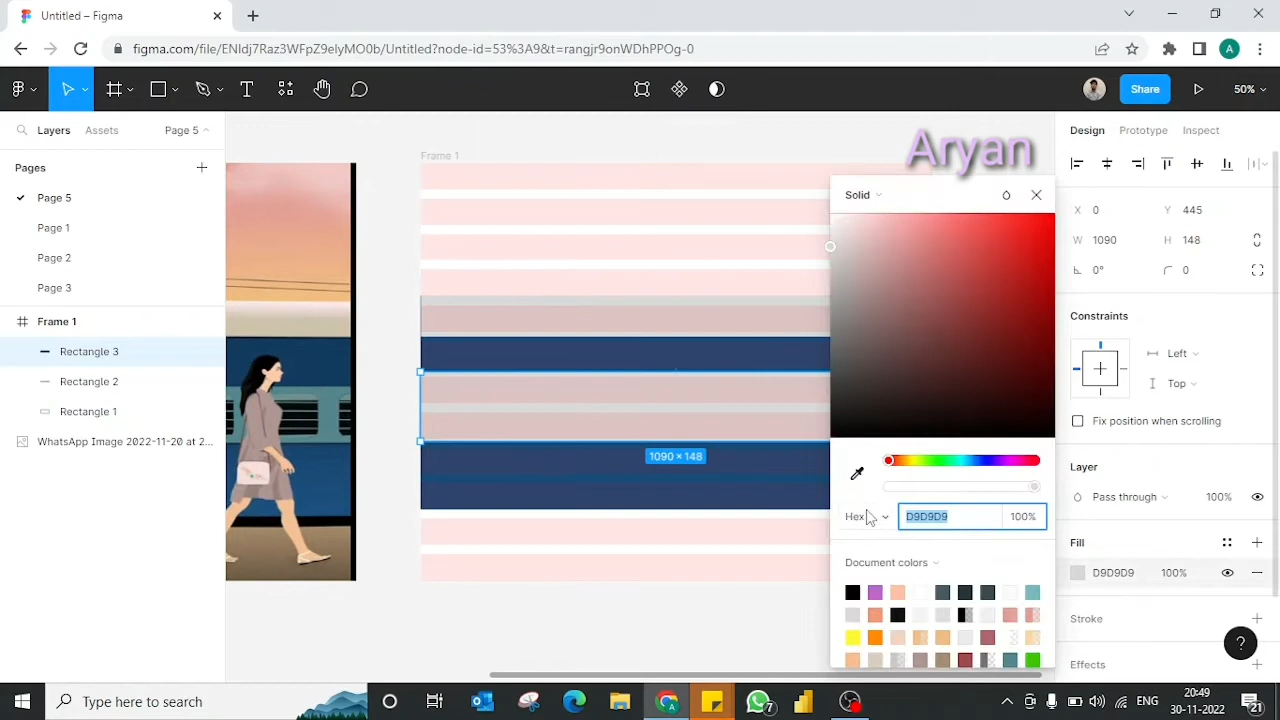 Untitled – Figma
figma.com/file/ENIdj7Raz3WFpZ9elyMO0b/Untitled?node-id=53%3A9&t=rangjr9onWDhPPOg-0
A
Share
50%
Layers
Assets
Page 5
Pages
Page 5
Page 1
Page 2
Page 3
Frame 1
Rectangle 3
Rectangle 2
Rectangle 1
WhatsApp Image 2022-11-20 at 2...
Frame 1
Aryan
1090 × 148
Solid
Hex
D9D9D9
100%
Document colors
Design
Prototype
Inspect
X 0
Y 445
W 1090
H 148
0°
0
Constraints
Left
Top
Fix position when scrolling
Layer
Pass through
100%
Fill
D9D9D9
100%
Stroke
Effects
?
Type here to search
7
ENG
20:49
30-11-2022
21